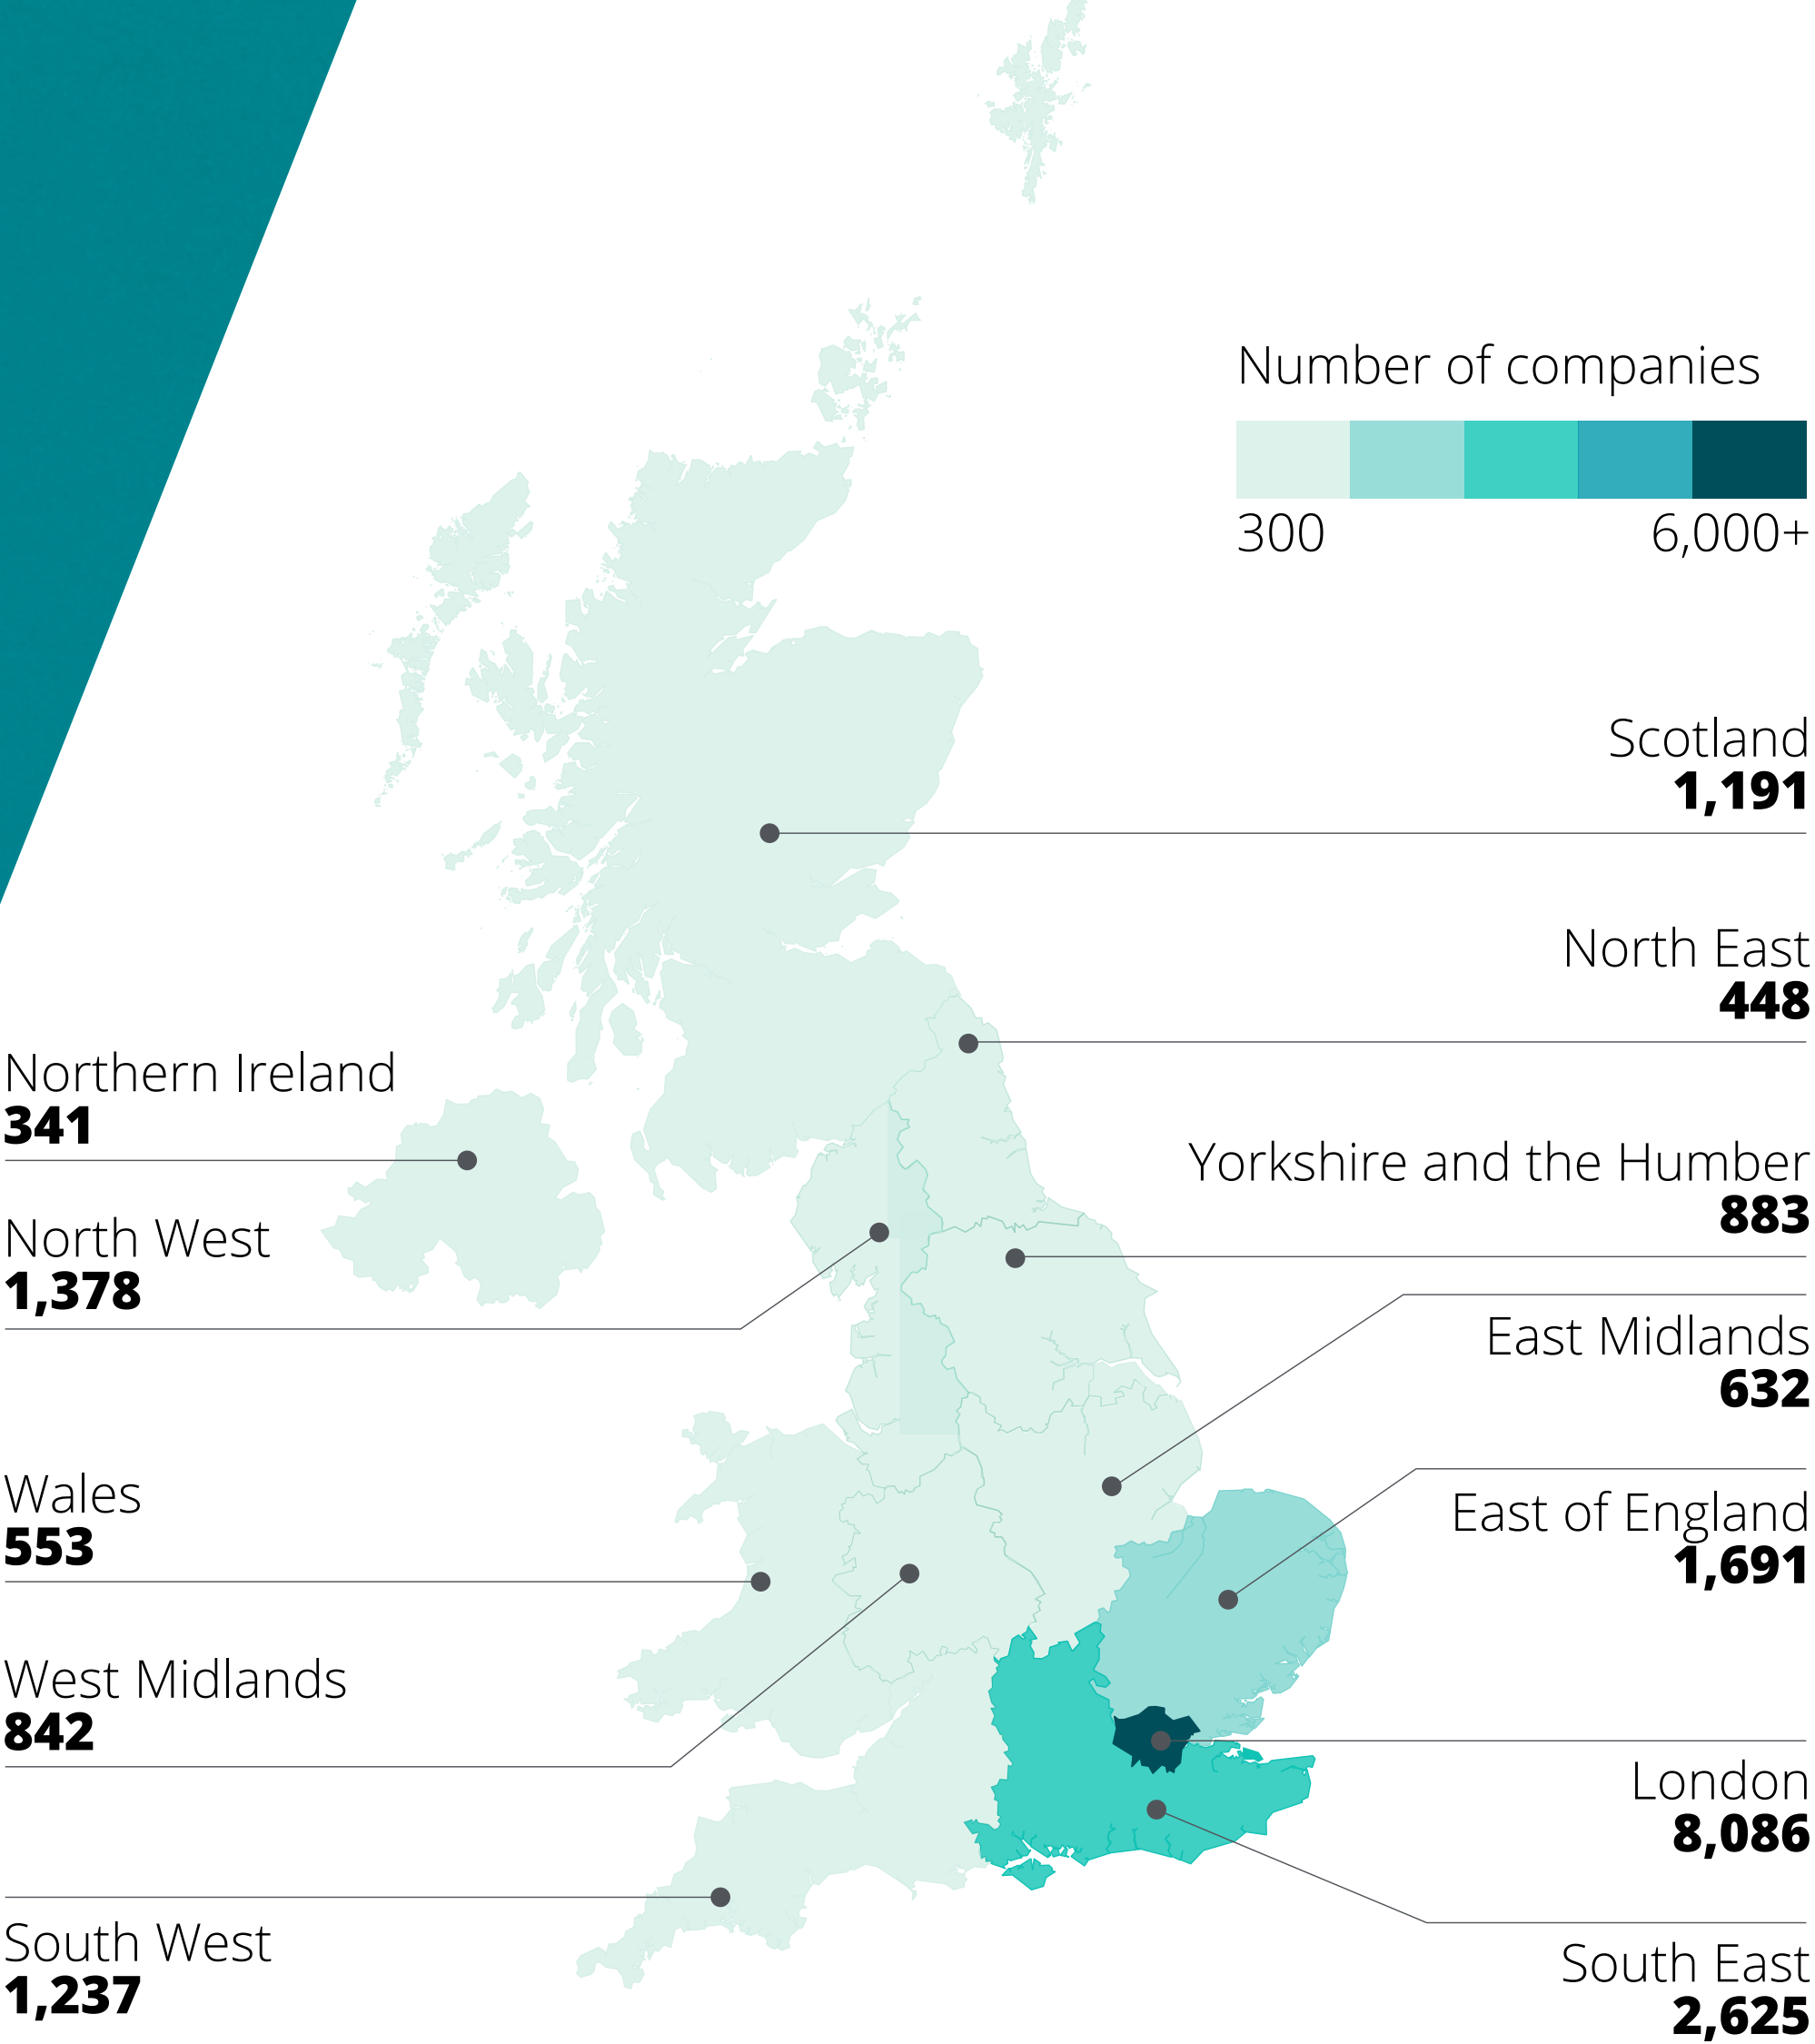 Number of companies
300
6,000+
Scotland
1,191
North East
448
Northern Ireland
341
Yorkshire and the Humber
883
North West
1,378
East Midlands
632
Wales
553
East of England
1,691
West Midlands
842
London
8,086
South West
1,237
South East
2,625